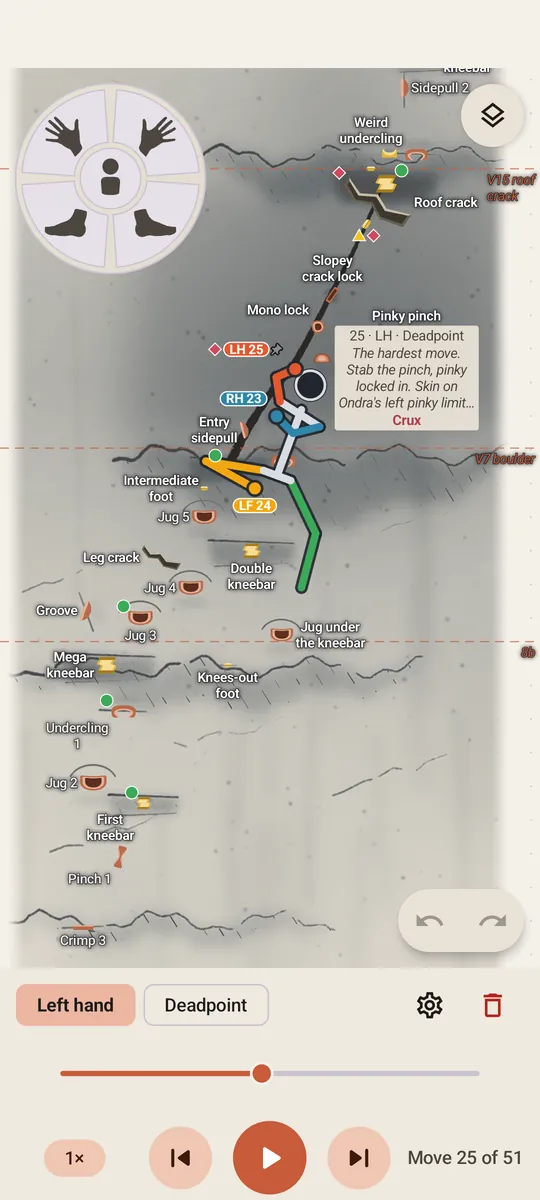 kneebar
Sidepull 2
Weird
undercling
V15 roof
crack
Roof crack
Slopey
crack lock
Mono lock
Pinky pinch
LH 25
25 · LH · Deadpoint
The hardest move.
Stab the pinch, pinky
locked in. Skin on
Ondra's left pinky limit…
Crux
RH 23
Entry
sidepull
V7 boulder
Intermediate
foot
LF 24
Jug 5
Leg crack
Double
kneebar
Jug 4
Groove
Jug 3
Jug under
the kneebar
8b
Mega
kneebar
Knees-out
foot
Undercling
1
Jug 2
First
kneebar
Pinch 1
Crimp 3
Left hand
Deadpoint
1×
Move 25 of 51